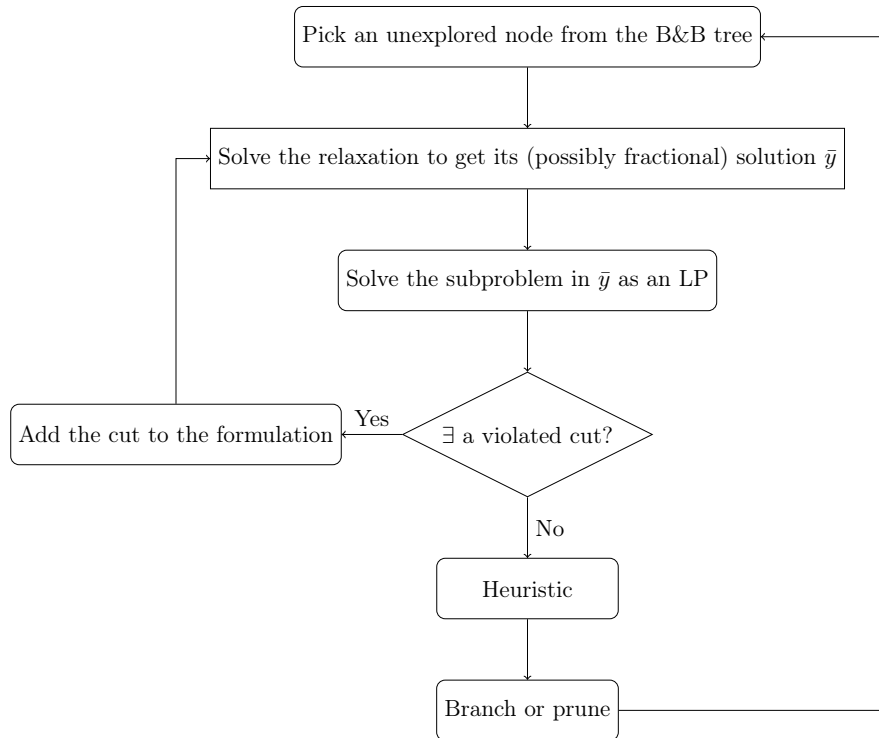 Pick an unexplored node from the B&B tree
Solve the relaxation to get its (possibly fractional) solution ȳ
Solve the subproblem in ȳ as an LP
∃ a violated cut?
Yes
Add the cut to the formulation
No
Heuristic
Branch or prune